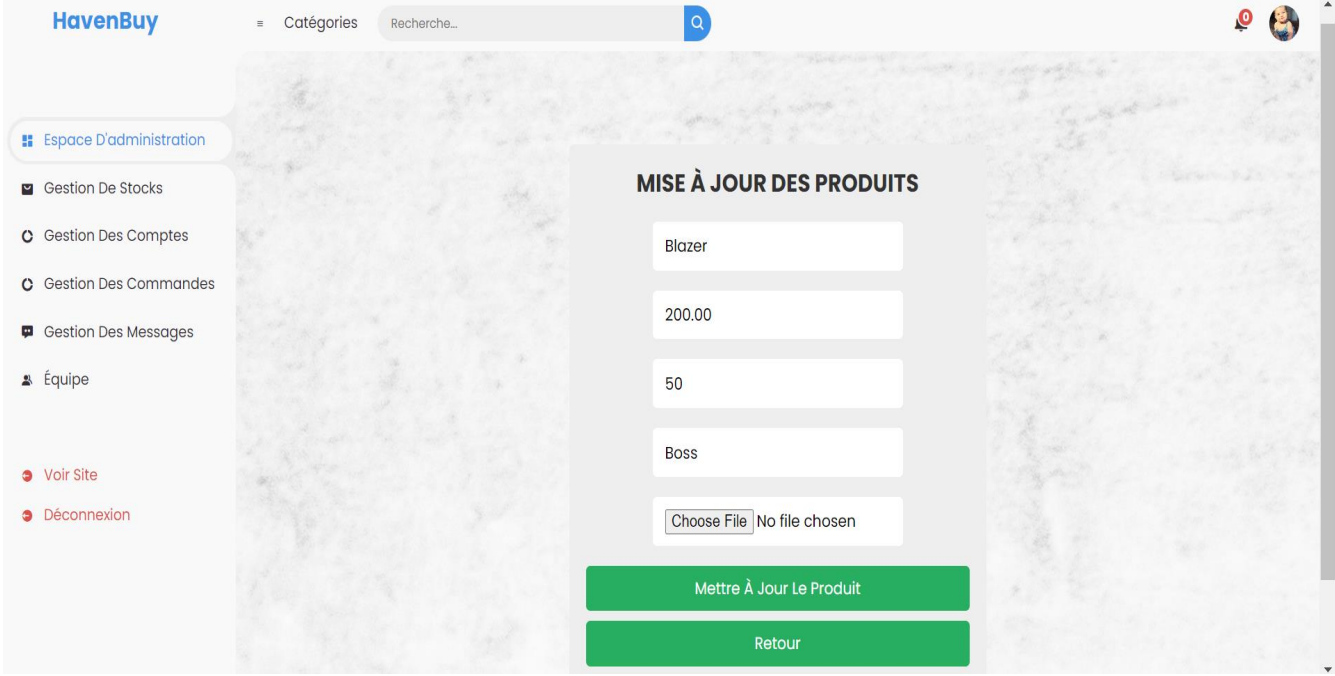 HavenBuy
Catégories
Recherche...
0
Espace D'administration
Gestion De Stocks
Gestion Des Comptes
Gestion Des Commandes
Gestion Des Messages
Équipe
Voir Site
Déconnexion
MISE À JOUR DES PRODUITS
Blazer
200.00
50
Boss
Choose File No file chosen
Mettre À Jour Le Produit
Retour